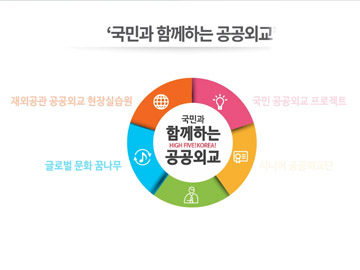 ‘국민과 함께하는 공공외교
재외공관 공공외교 현장실습원
국민 공공외교 프로젝트
국민과
함께하는
HIGH FIVE! KOREA!
공공외교
글로벌 문화 꿈나무
시니어 공공외교단